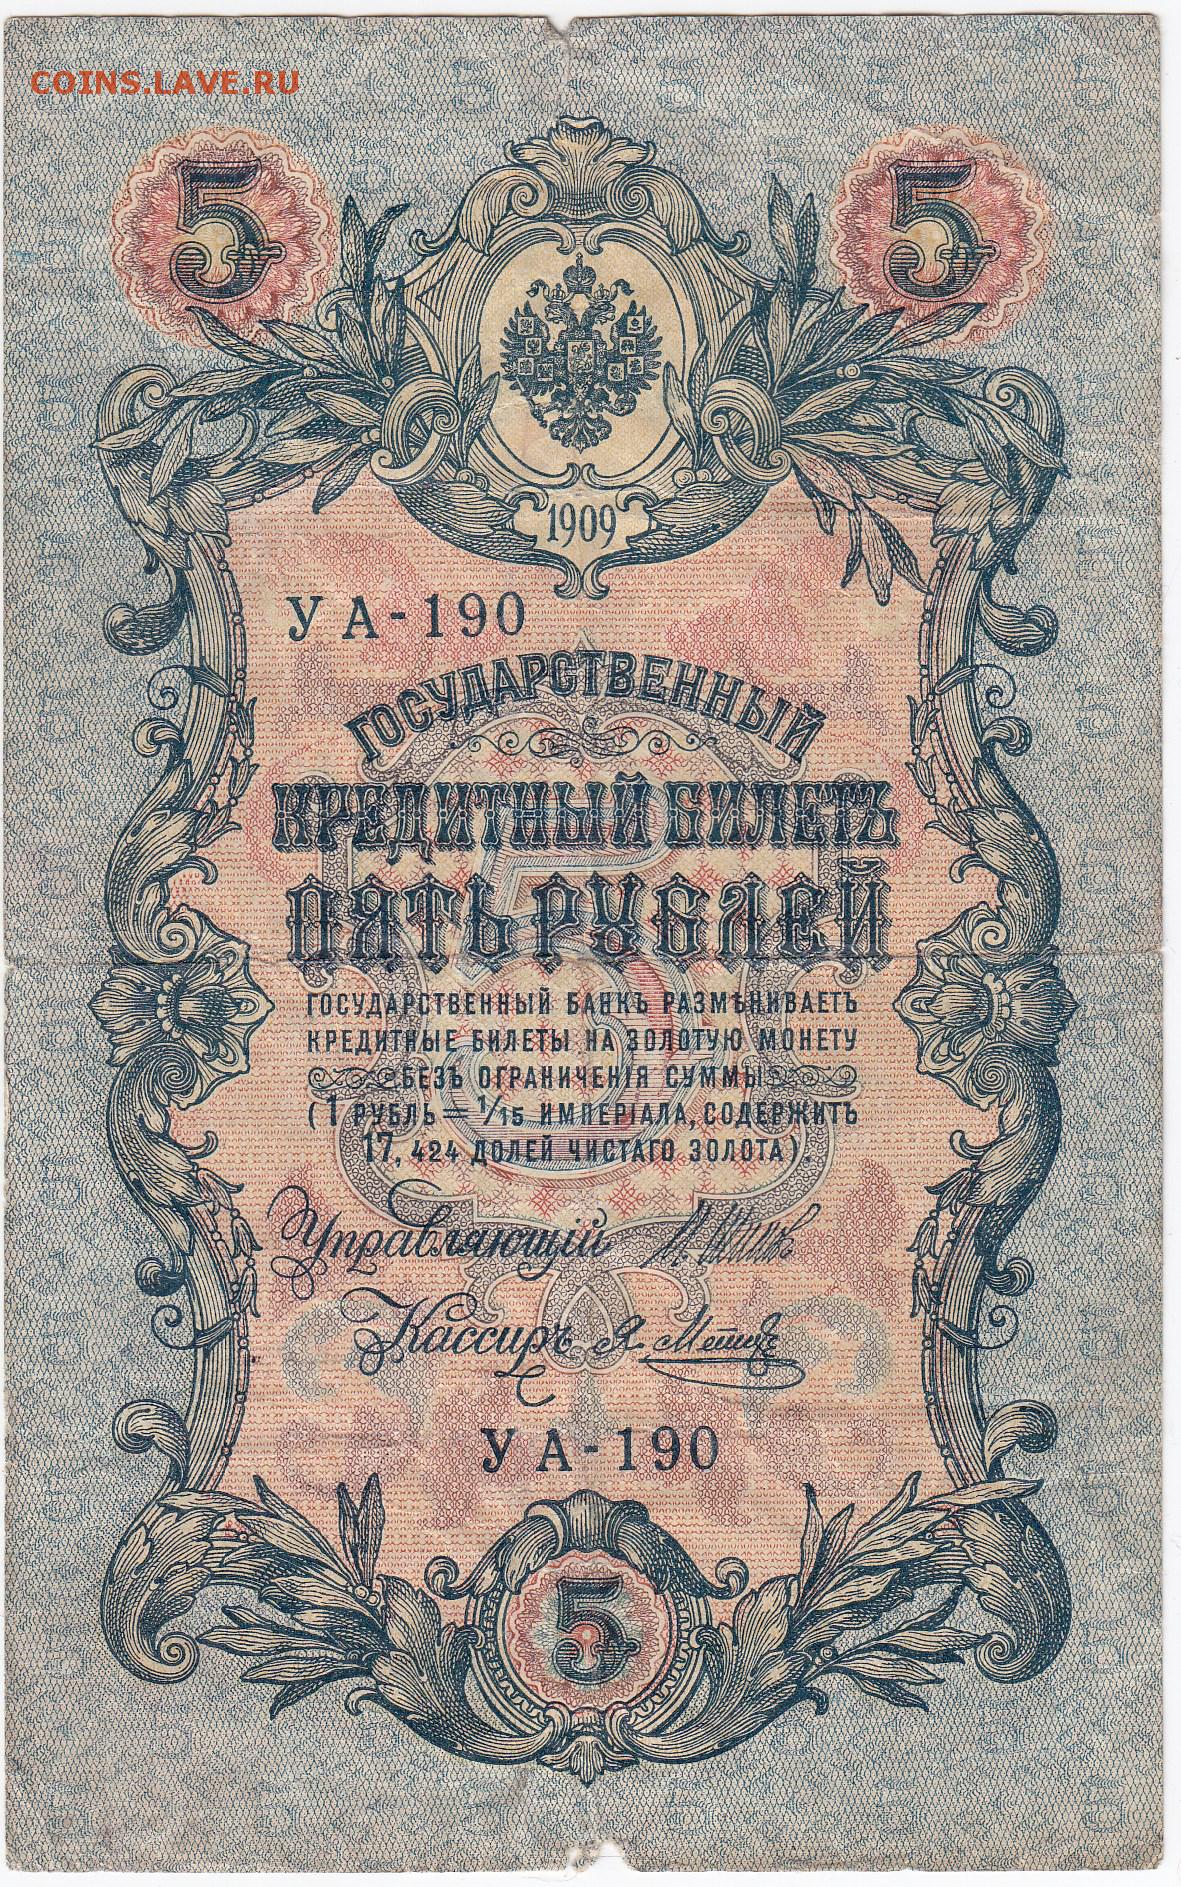 COINS.LAVE.RU
5 5
1909
УА-190
ГОСУДАРСТВЕННЫЙ
КРЕДИТНЫЙ БИЛЕТЪ
ПЯТЬ РУБЛЕЙ
ГОСУДАРСТВЕННЫЙ БАНКЪ РАЗМѢНИВАЕТЪ
КРЕДИТНЫЕ БИЛЕТЫ НА ЗОЛОТУЮ МОНЕТУ
БЕЗЪ ОГРАНИЧЕНІЯ СУММЫ
(1 РУБЛЬ = 1/15 ИМПЕРІАЛА, СОДЕРЖИТЪ
17, 424 ДОЛЕЙ ЧИСТАГО ЗОЛОТА).
Управляющій
Кассиръ
УА-190
5